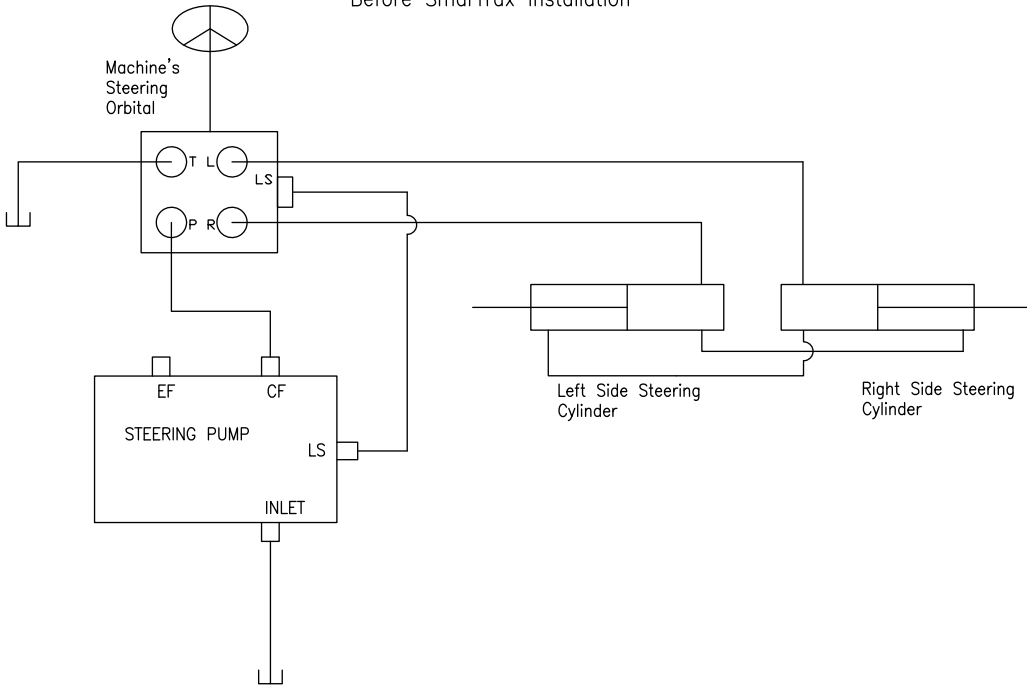 Before SmarTrax Installation
Machine's
Steering
Orbital
T L
LS
P R
EF CF
STEERING PUMP
LS
INLET
Left Side Steering
Cylinder
Right Side Steering
Cylinder